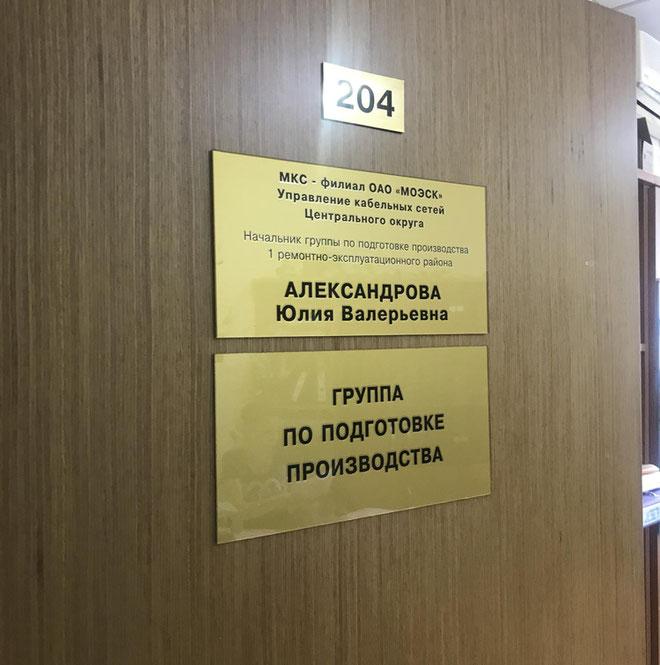 204
МКС - филиал ОАО «МОЭСК»
Управление кабельных сетей
Центрального округа
Начальник группы по подготовке производства
1 ремонтно-эксплуатационного района
АЛЕКСАНДРОВА
Юлия Валерьевна
ГРУППА
ПО ПОДГОТОВКЕ
ПРОИЗВОДСТВА